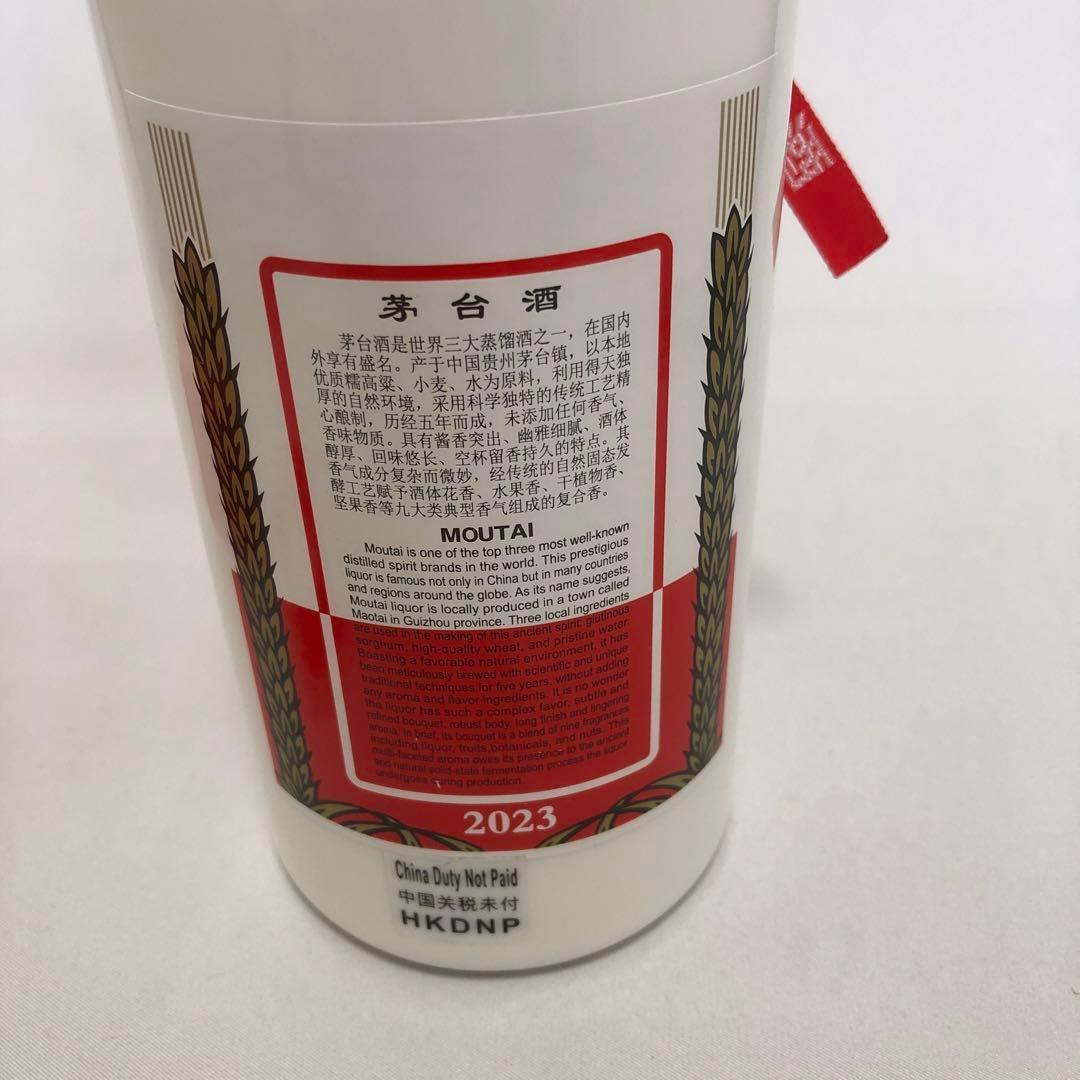 茅台酒
茅台酒是世界三大蒸馏酒之一，在国内
外享有盛名。产于中国贵州茅台镇，以本地
优质糯高粱、小麦、水为原料，利用得天独
厚的自然环境，采用科学独特的传统工艺精
心酿制，历经五年而成，未添加任何香气、
香味物质。具有酱香突出、幽雅细腻、酒体
醇厚、回味悠长、空杯留香持久的特点。其
香气成分复杂而微妙，经传统的自然固态发
酵工艺赋予酒体花香、水果香、干植物香、
坚果香等九大类典型香气组成的复合香。
MOUTAI
Moutai is one of the top three most well-known
distilled spirit brands in the world. This prestigious
liquor is famous not only in China but in many countries
and regions around the globe. As its name suggests,
Moutai liquor is locally produced in a town called
Maotai in Guizhou province. Three local ingredients
are used in the making of this ancient spirit: glutinous
sorghum, high-quality wheat, and pristine water.
Boasting a favorable natural environment, it has
been meticulously brewed with scientific and unique
traditional techniques for five years, without adding
any aroma and flavor ingredients. It is no wonder
the liquor has such a complex favor, subtle and
refined bouquet, robust body, long finish and lingering
aroma, in brief, its bouquet is a blend of nine fragrances
including liquor, fruits,botanicals, and nuts. This
multi-faceted aroma owes its presence to the ancient
and natural solid-state fermentation process the liquor
undergoes during production.
2023
China Duty Not Paid
中国关税未付
HKDNP